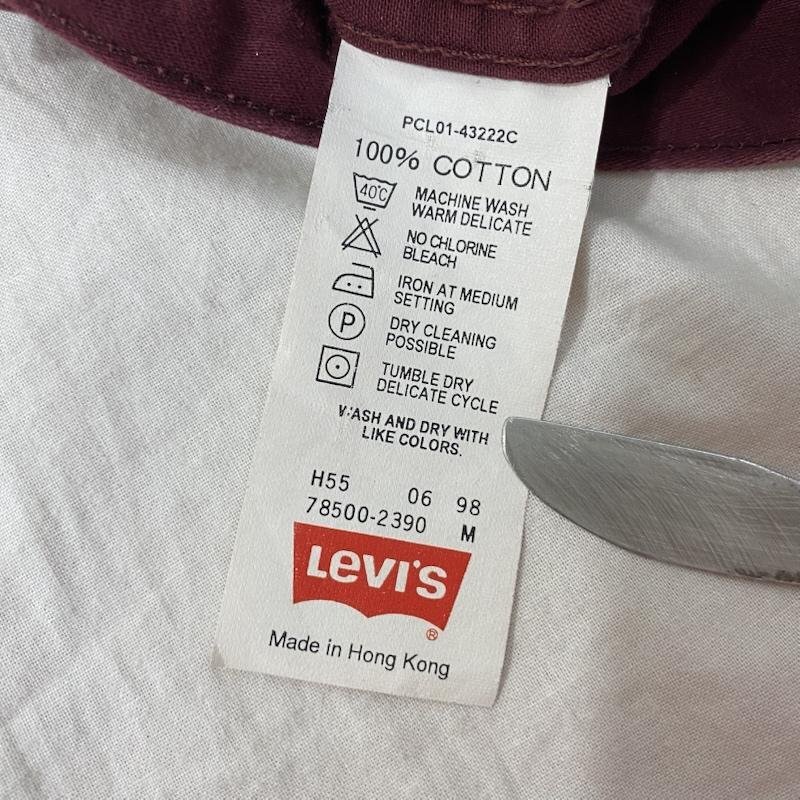 PCL01-43222C
100% COTTON
40°C
MACHINE WASH
WARM DELICATE
NO CHLORINE
BLEACH
IRON AT MEDIUM
SETTING
P
DRY CLEANING
POSSIBLE
TUMBLE DRY
DELICATE CYCLE
WASH AND DRY WITH
LIKE COLORS.
H55 06 98
78500-2390 M
LEVI'S
®
Made in Hong Kong